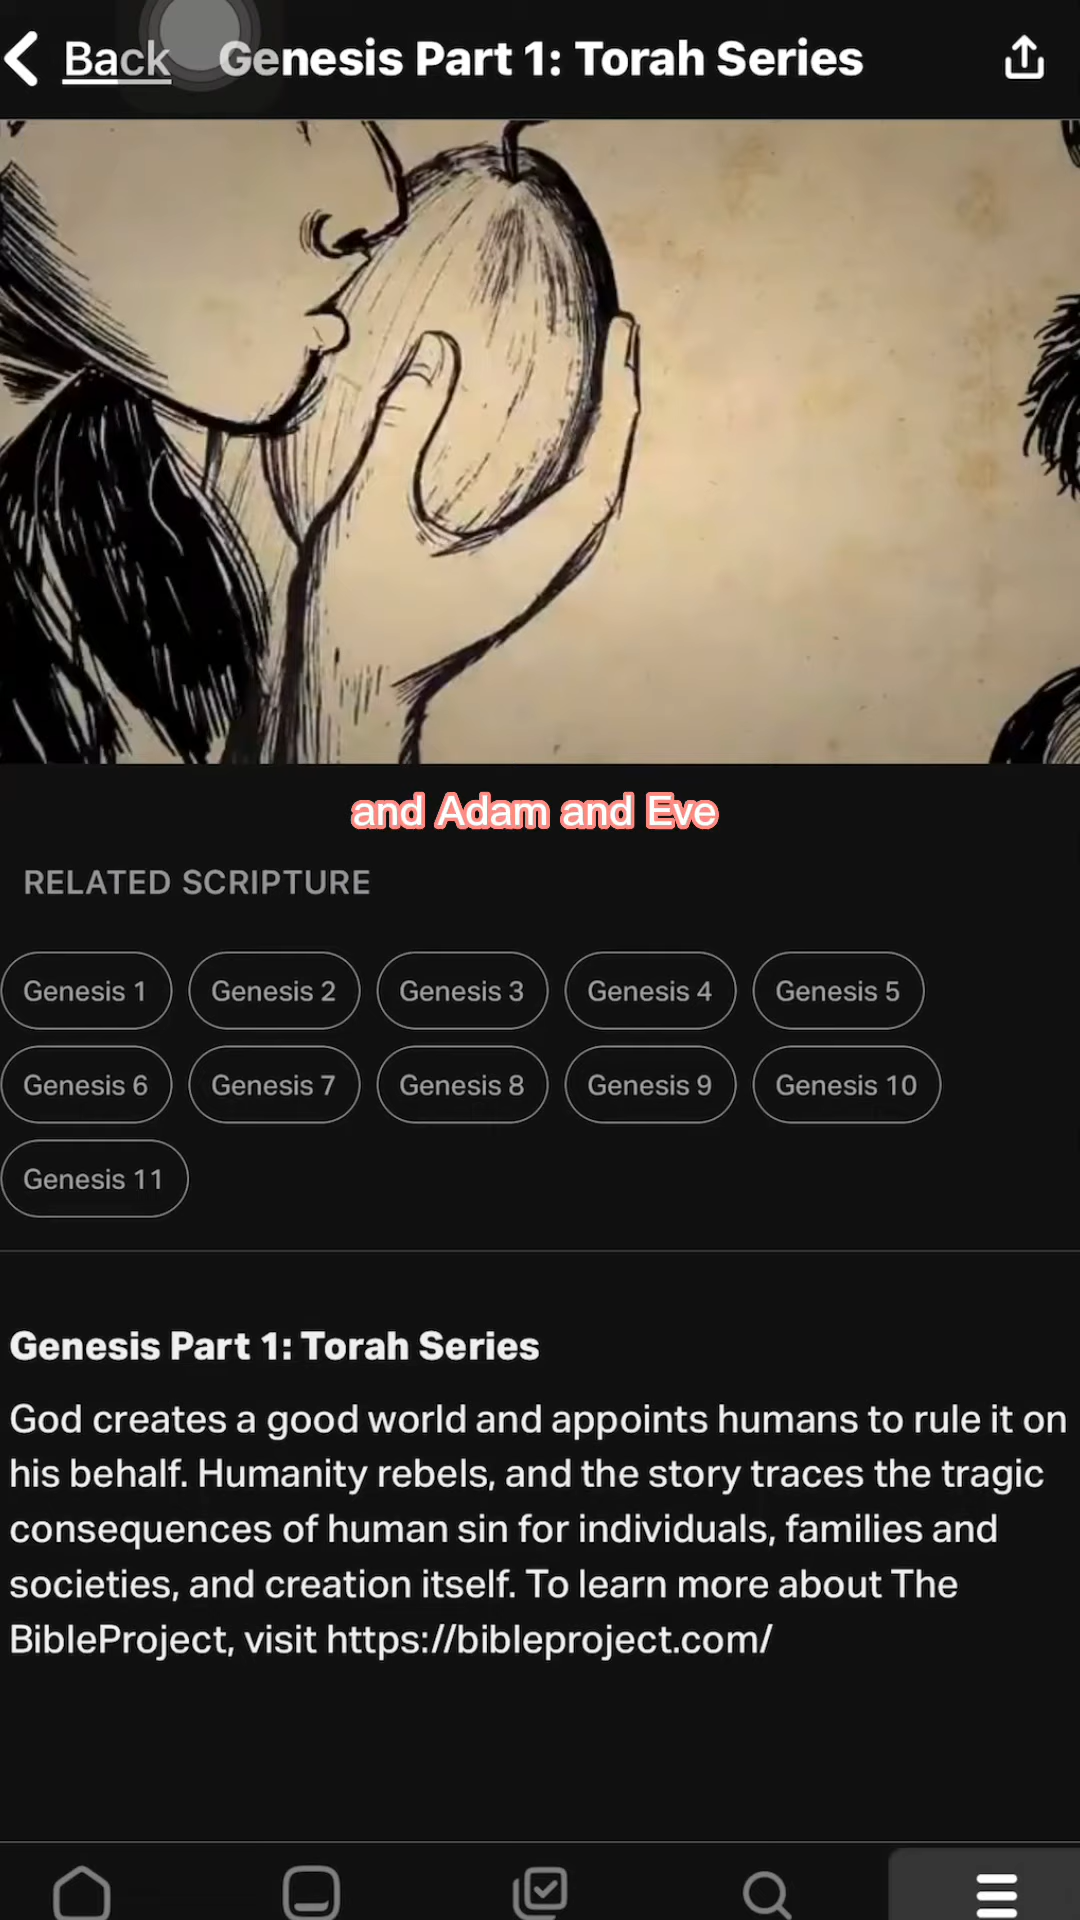 Back Genesis Part 1: Torah Series
and Adam and Eve
RELATED SCRIPTURE
Genesis 1 Genesis 2 Genesis 3 Genesis 4 Genesis 5
Genesis 6 Genesis 7 Genesis 8 Genesis 9 Genesis 10
Genesis 11
Genesis Part 1: Torah Series
God creates a good world and appoints humans to rule it on
his behalf. Humanity rebels, and the story traces the tragic
consequences of human sin for individuals, families and
societies, and creation itself. To learn more about The
BibleProject, visit https://bibleproject.com/